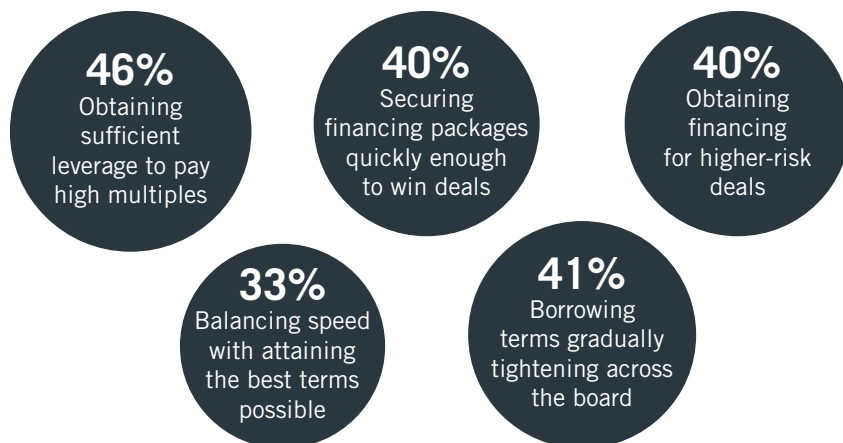 46%
Obtaining
sufficient
leverage to pay
high multiples
40%
Securing
financing packages
quickly enough
to win deals
40%
Obtaining
financing
for higher-risk
deals
33%
Balancing speed
with attaining
the best terms
possible
41%
Borrowing
terms gradually
tightening across
the board